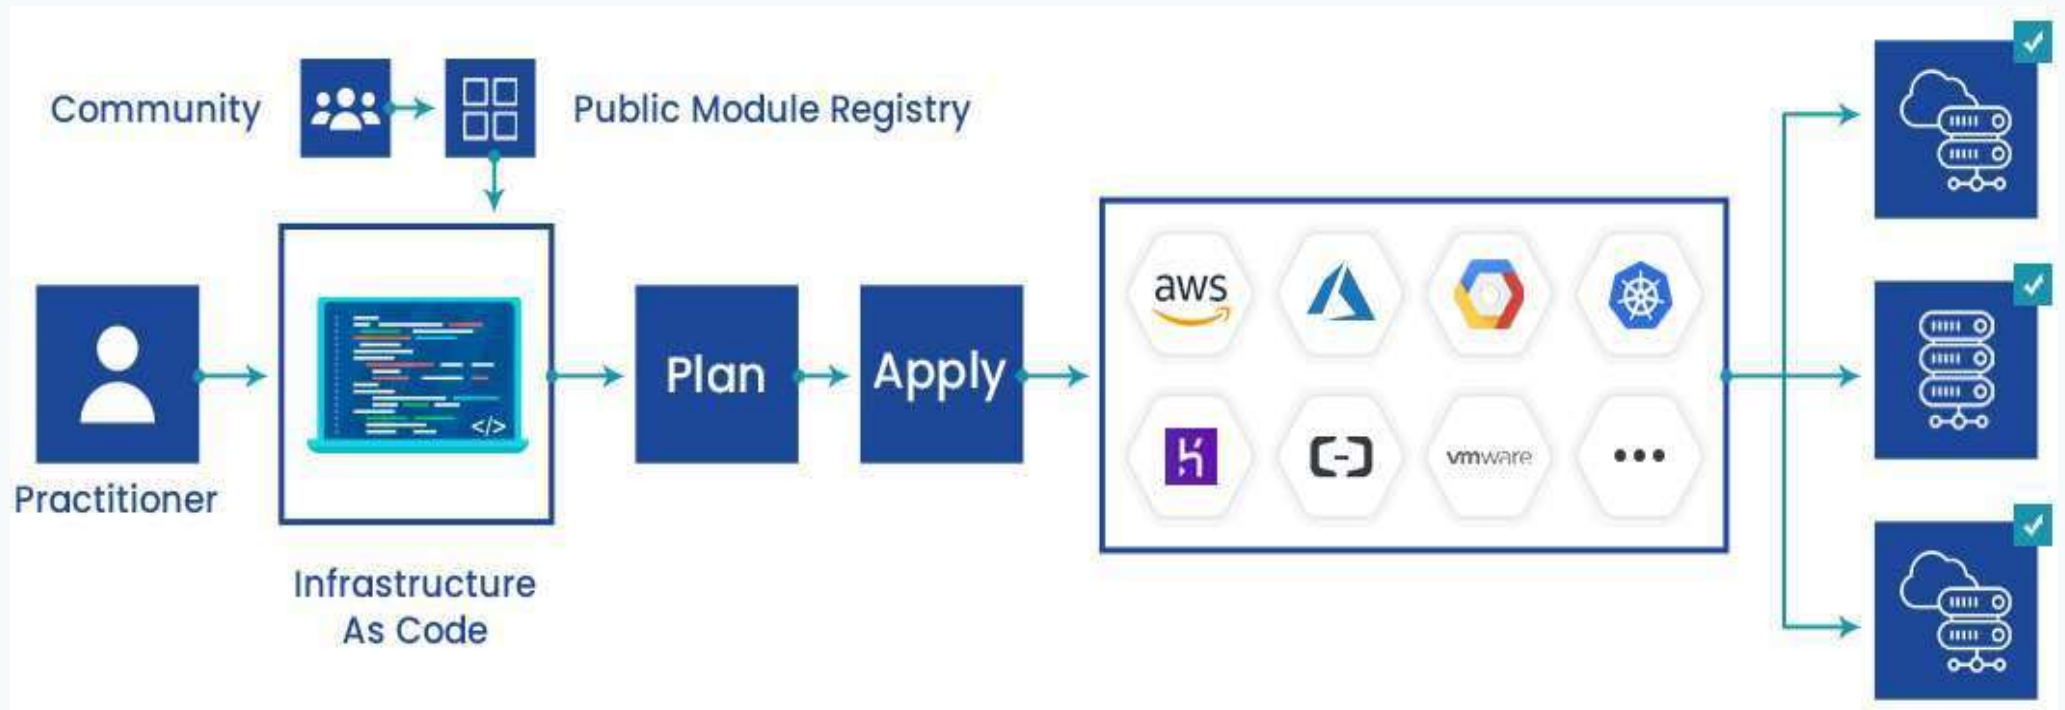 Community
Public Module Registry
Practitioner
</>
Infrastructure
As Code
Plan
Apply
aws
vmware